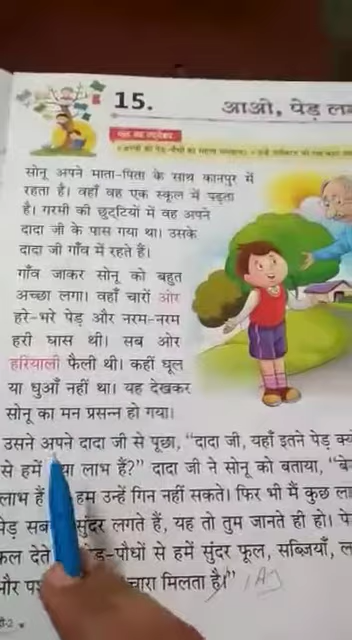 15.
आओ, पेड़
सोनू अपने माता-पिता के साथ कानपुर में
रहता है। वहाँ वह एक स्कूल में पढ़ता
है। गरमी की छुट्टियों में वह अपने
दादा जी के पास गया था। उसके
दादा जी गाँव में रहते हैं।
गाँव जाकर सोनू को बहुत
अच्छा लगा। वहाँ चारों ओर
हरे-भरे पेड़ और नरम-नरम
हरी घास थी। सब ओर
हरियाली फैली थी। कहीं धूल
या धुआँ नहीं था। यह देखकर
सोनू का मन प्रसन्न हो गया।
उसने अपने दादा जी से पूछा, "दादा जी, यहाँ इतने पेड़
से हमें लाभ हैं?" दादा जी ने सोनू को बताया,
लाभ हैं हम उन्हें गिन नहीं सकते। फिर भी मैं कुछ
सुंदर लगते हैं, यह तो तुम जानते ही हो।
देते से हमें सुंदर फूल, सब्ज़ियाँ,
चारा मिलता है।"